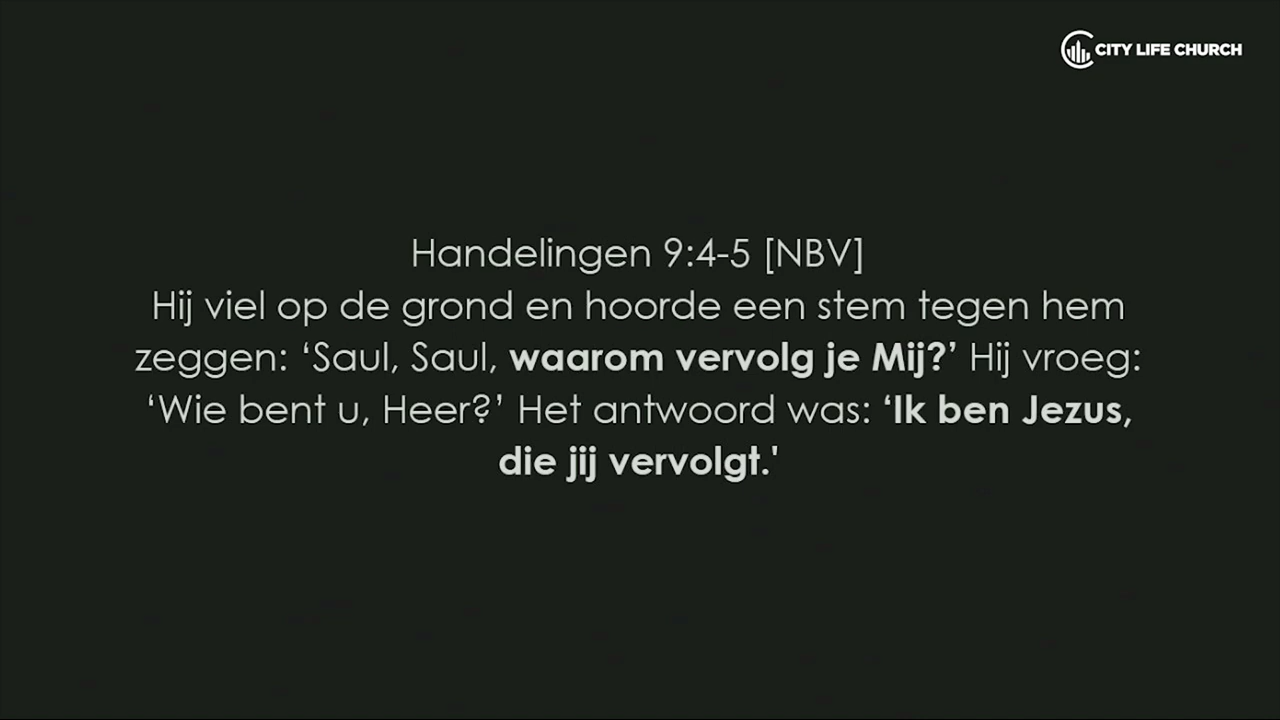 CITY LIFE CHURCH
Handelingen 9:4-5 [NBV]
Hij viel op de grond en hoorde een stem tegen hem
zeggen: ‘Saul, Saul, waarom vervolg je Mij?’ Hij vroeg:
‘Wie bent u, Heer?’ Het antwoord was: ‘Ik ben Jezus,
die jij vervolgt.'